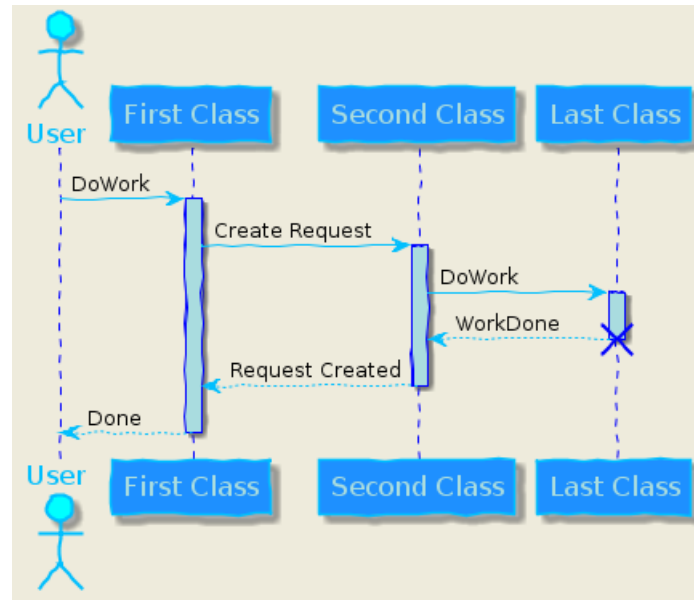 User
First Class
Second Class
Last Class
DoWork
Create Request
DoWork
WorkDone
Request Created
Done
User
First Class
Second Class
Last Class